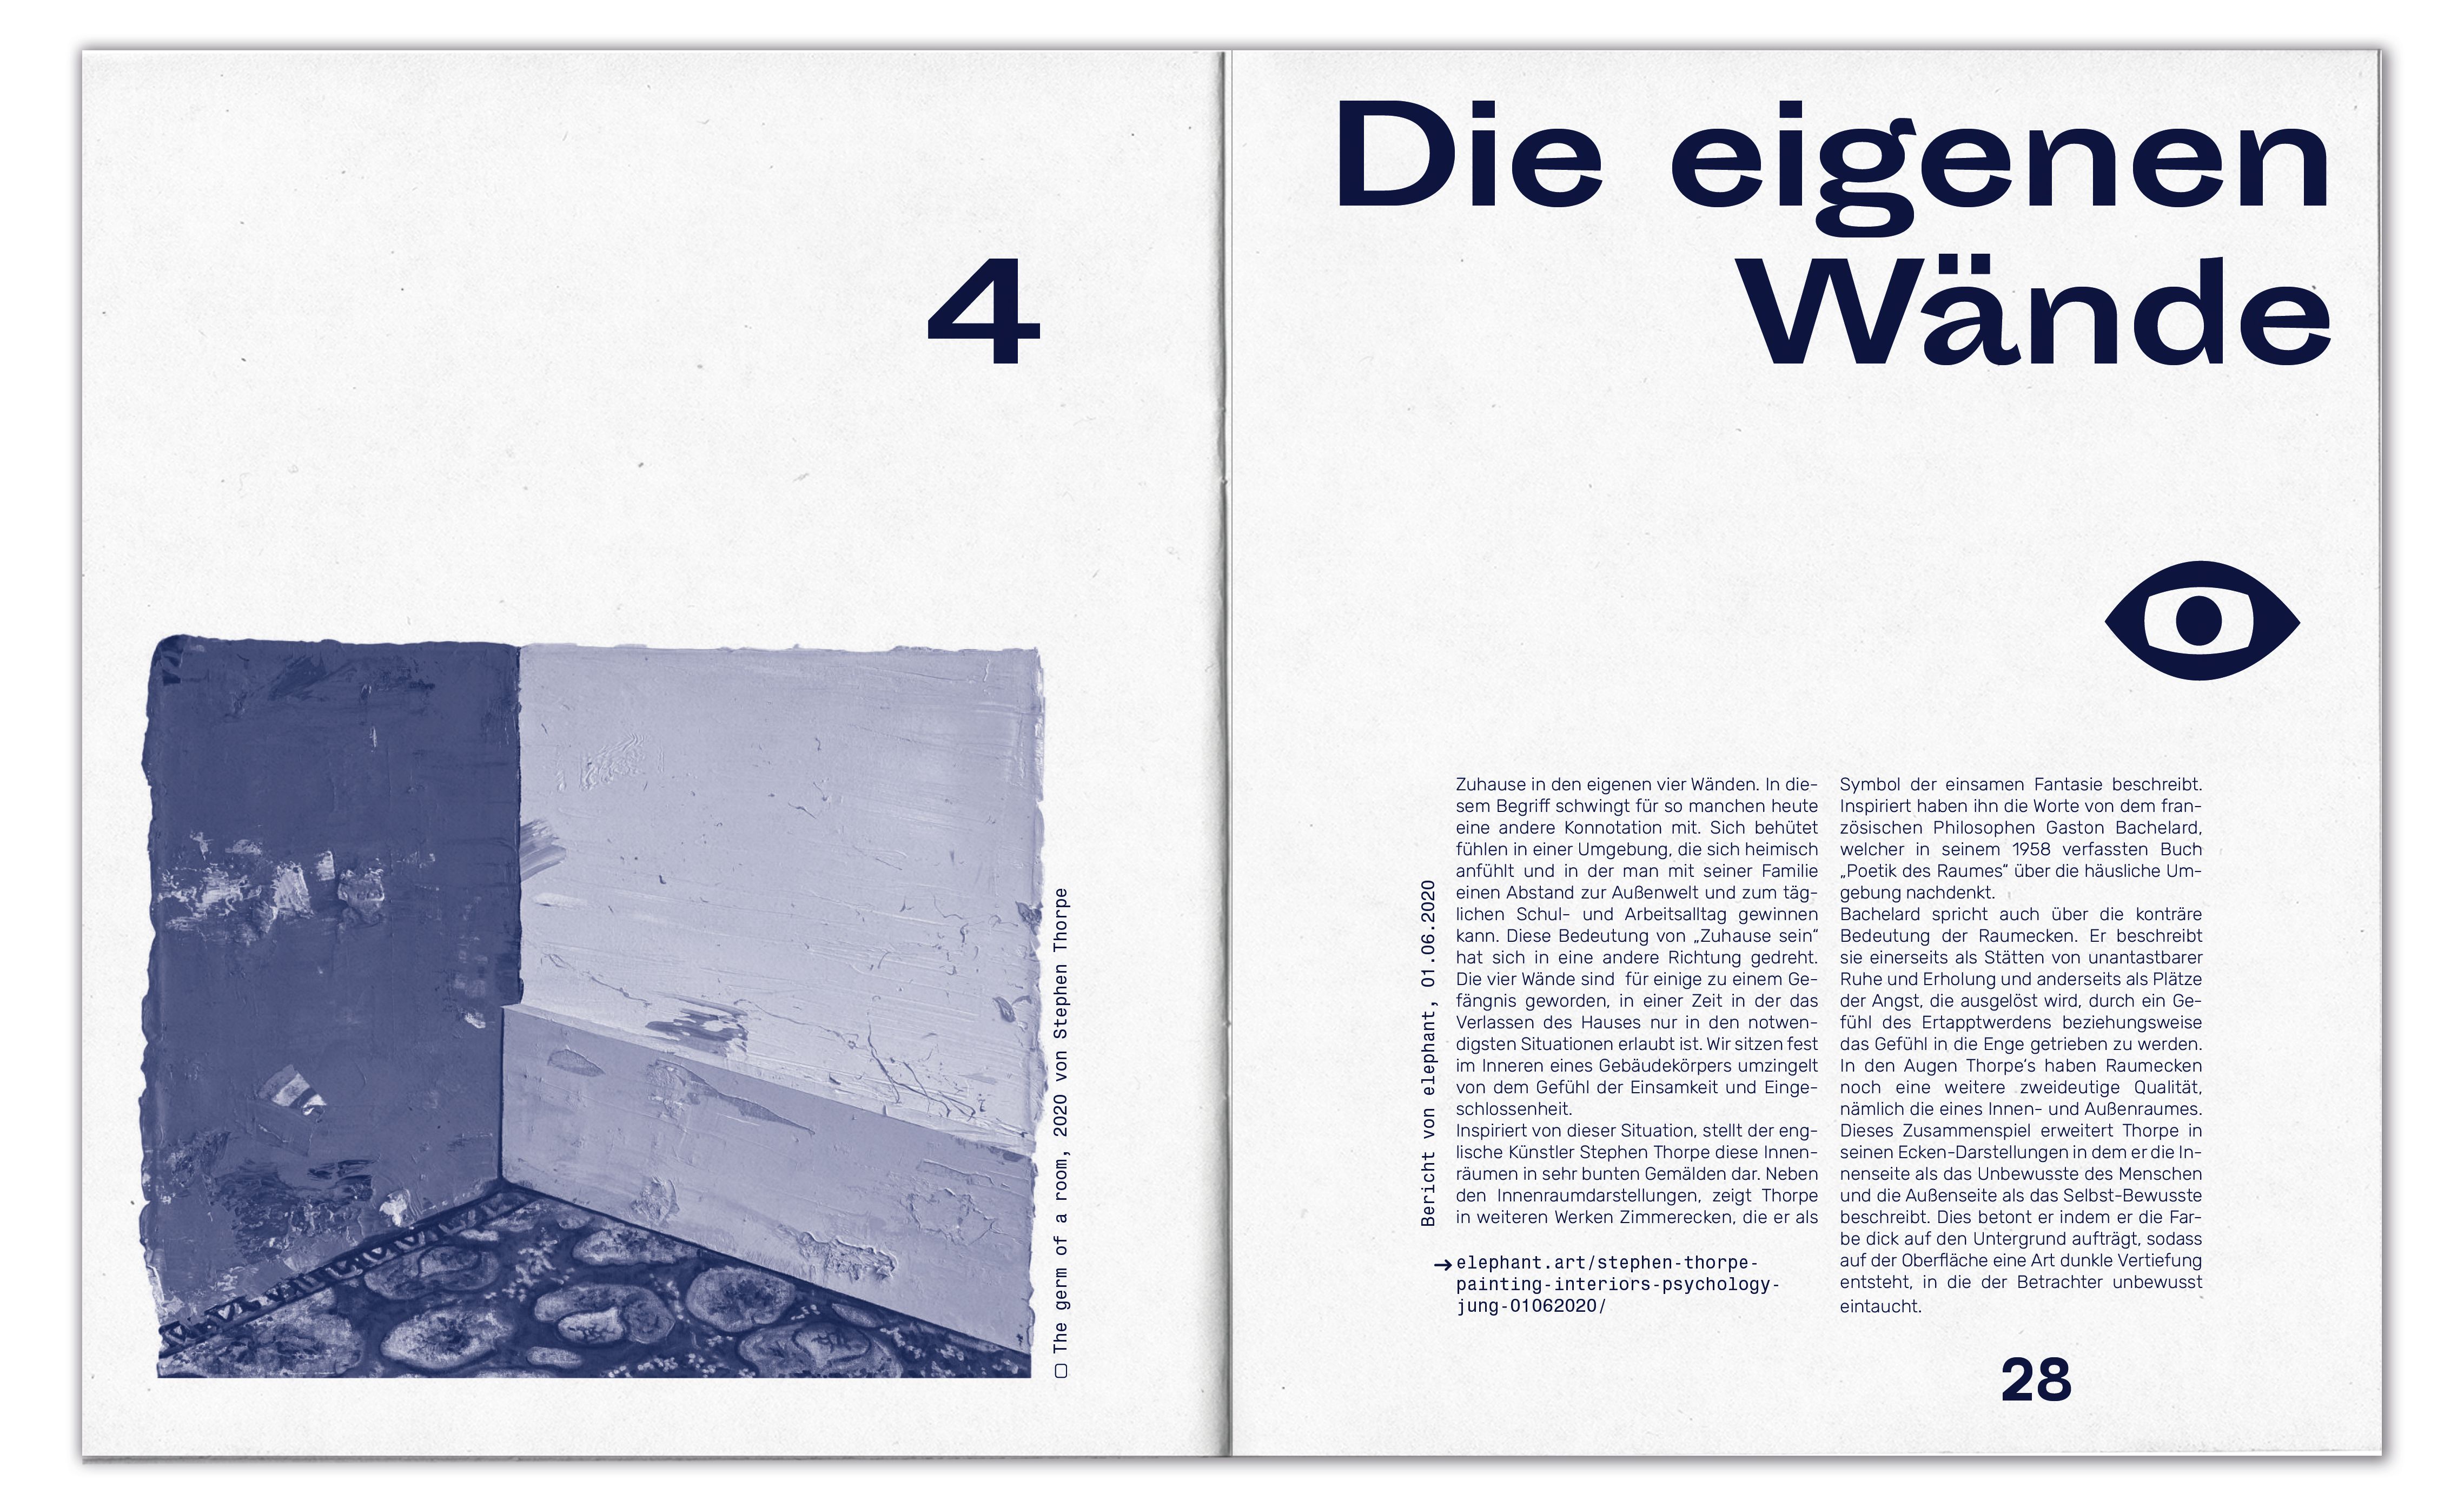 4
The germ of a room, 2020 von Stephen Thorpe
Die eigenen
Wände
Bericht von elephant, 01.06.2020
Zuhause in den eigenen vier Wänden. In die-
sem Begriff schwingt für so manchen heute
eine andere Konnotation mit. Sich behütet
fühlen in einer Umgebung, die sich heimisch
anfühlt und in der man mit seiner Familie
einen Abstand zur Außenwelt und zum täg-
lichen Schul- und Arbeitsalltag gewinnen
kann. Diese Bedeutung von „Zuhause sein“
hat sich in eine andere Richtung gedreht.
Die vier Wände sind für einige zu einem Ge-
fängnis geworden, in einer Zeit in der das
Verlassen des Hauses nur in den notwen-
digsten Situationen erlaubt ist. Wir sitzen fest
im Inneren eines Gebäudekörpers umzingelt
von dem Gefühl der Einsamkeit und Einge-
schlossenheit.
Inspiriert von dieser Situation, stellt der eng-
lische Künstler Stephen Thorpe diese Innen-
räumen in sehr bunten Gemälden dar. Neben
den Innenraumdarstellungen, zeigt Thorpe
in weiteren Werken Zimmerecken, die er als
→elephant.art/stephen-thorpe-
painting-interiors-psychology-
jung-01062020/
Symbol der einsamen Fantasie beschreibt.
Inspiriert haben ihn die Worte von dem fran-
zösischen Philosophen Gaston Bachelard,
welcher in seinem 1958 verfassten Buch
„Poetik des Raumes“ über die häusliche Um-
gebung nachdenkt.
Bachelard spricht auch über die konträre
Bedeutung der Raumecken. Er beschreibt
sie einerseits als Stätten von unantastbarer
Ruhe und Erholung und anderseits als Plätze
der Angst, die ausgelöst wird, durch ein Ge-
fühl des Ertapptwerdens beziehungsweise
das Gefühl in die Enge getrieben zu werden.
In den Augen Thorpe‘s haben Raumecken
noch eine weitere zweideutige Qualität,
nämlich die eines Innen- und Außenraumes.
Dieses Zusammenspiel erweitert Thorpe in
seinen Ecken-Darstellungen in dem er die In-
nenseite als das Unbewusste des Menschen
und die Außenseite als das Selbst-Bewusste
beschreibt. Dies betont er indem er die Far-
be dick auf den Untergrund aufträgt, sodass
auf der Oberfläche eine Art dunkle Vertiefung
entsteht, in die der Betrachter unbewusst
eintaucht.
28